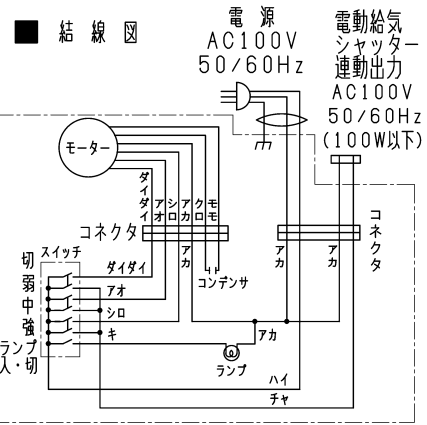 ■ 結線図
電源
AC100V
50/60Hz
電動給気
シャッター
連動出力
AC100V
50/60Hz
(100W以下)
モーター
ダイダイ
アオ
シロ
アカ
クロ
モモ
コネクタ
コネクタ
アカ
アカ
アカ
コンデンサ
スイッチ
切
弱
中
強
ランプ
入・切
ダイダイ
アオ
シロ
キ
アカ
ランプ
ハイ
チャ